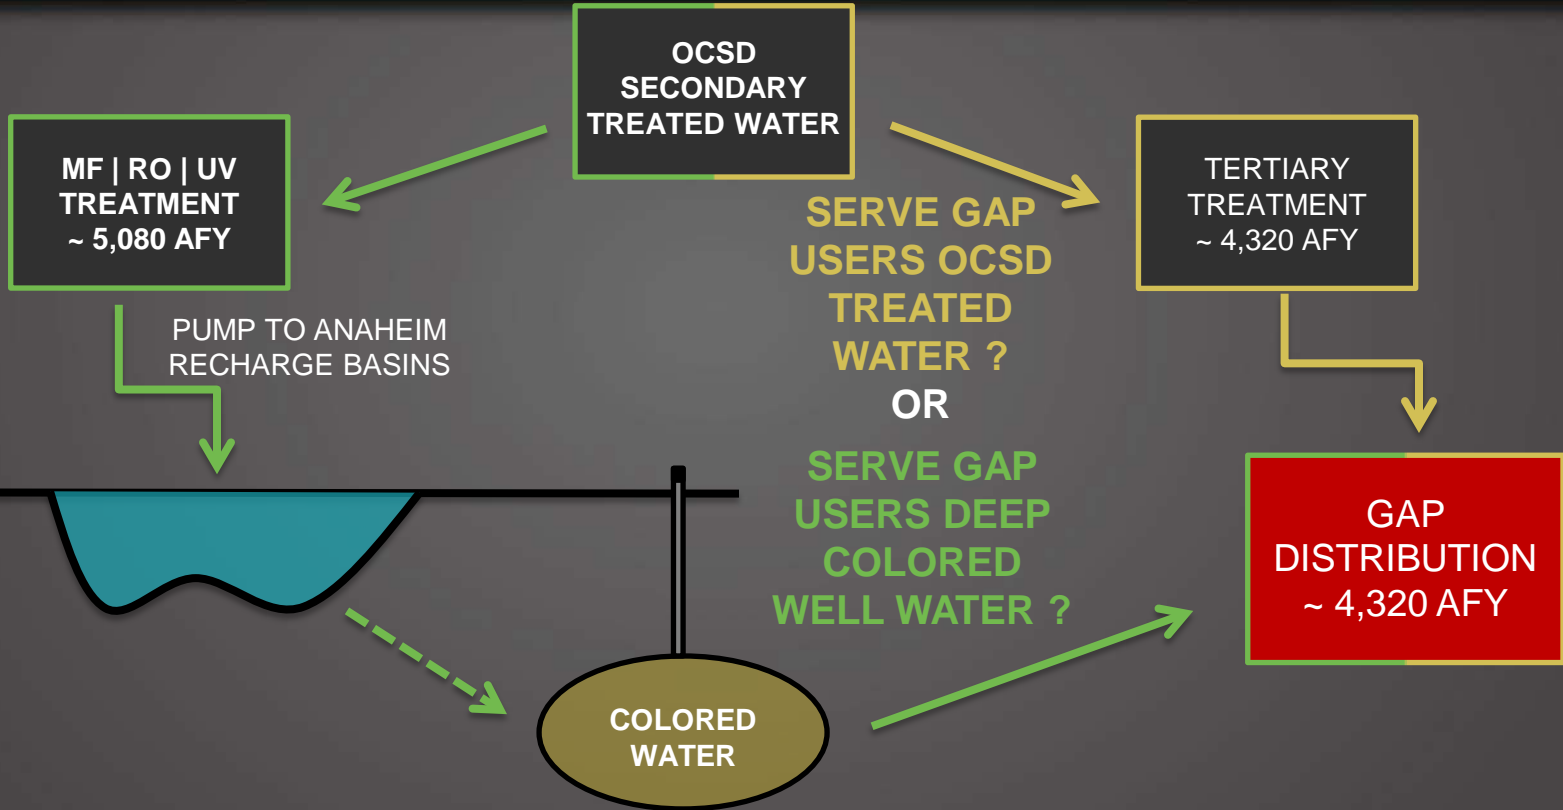 OCSD
SECONDARY
TREATED WATER
MF | RO | UV
TREATMENT
~ 5,080 AFY
TERTIARY
TREATMENT
~ 4,320 AFY
SERVE GAP
USERS OCSD
TREATED
WATER ?
OR
SERVE GAP
USERS DEEP
COLORED
WELL WATER ?
PUMP TO ANAHEIM
RECHARGE BASINS
GAP
DISTRIBUTION
~ 4,320 AFY
COLORED
WATER